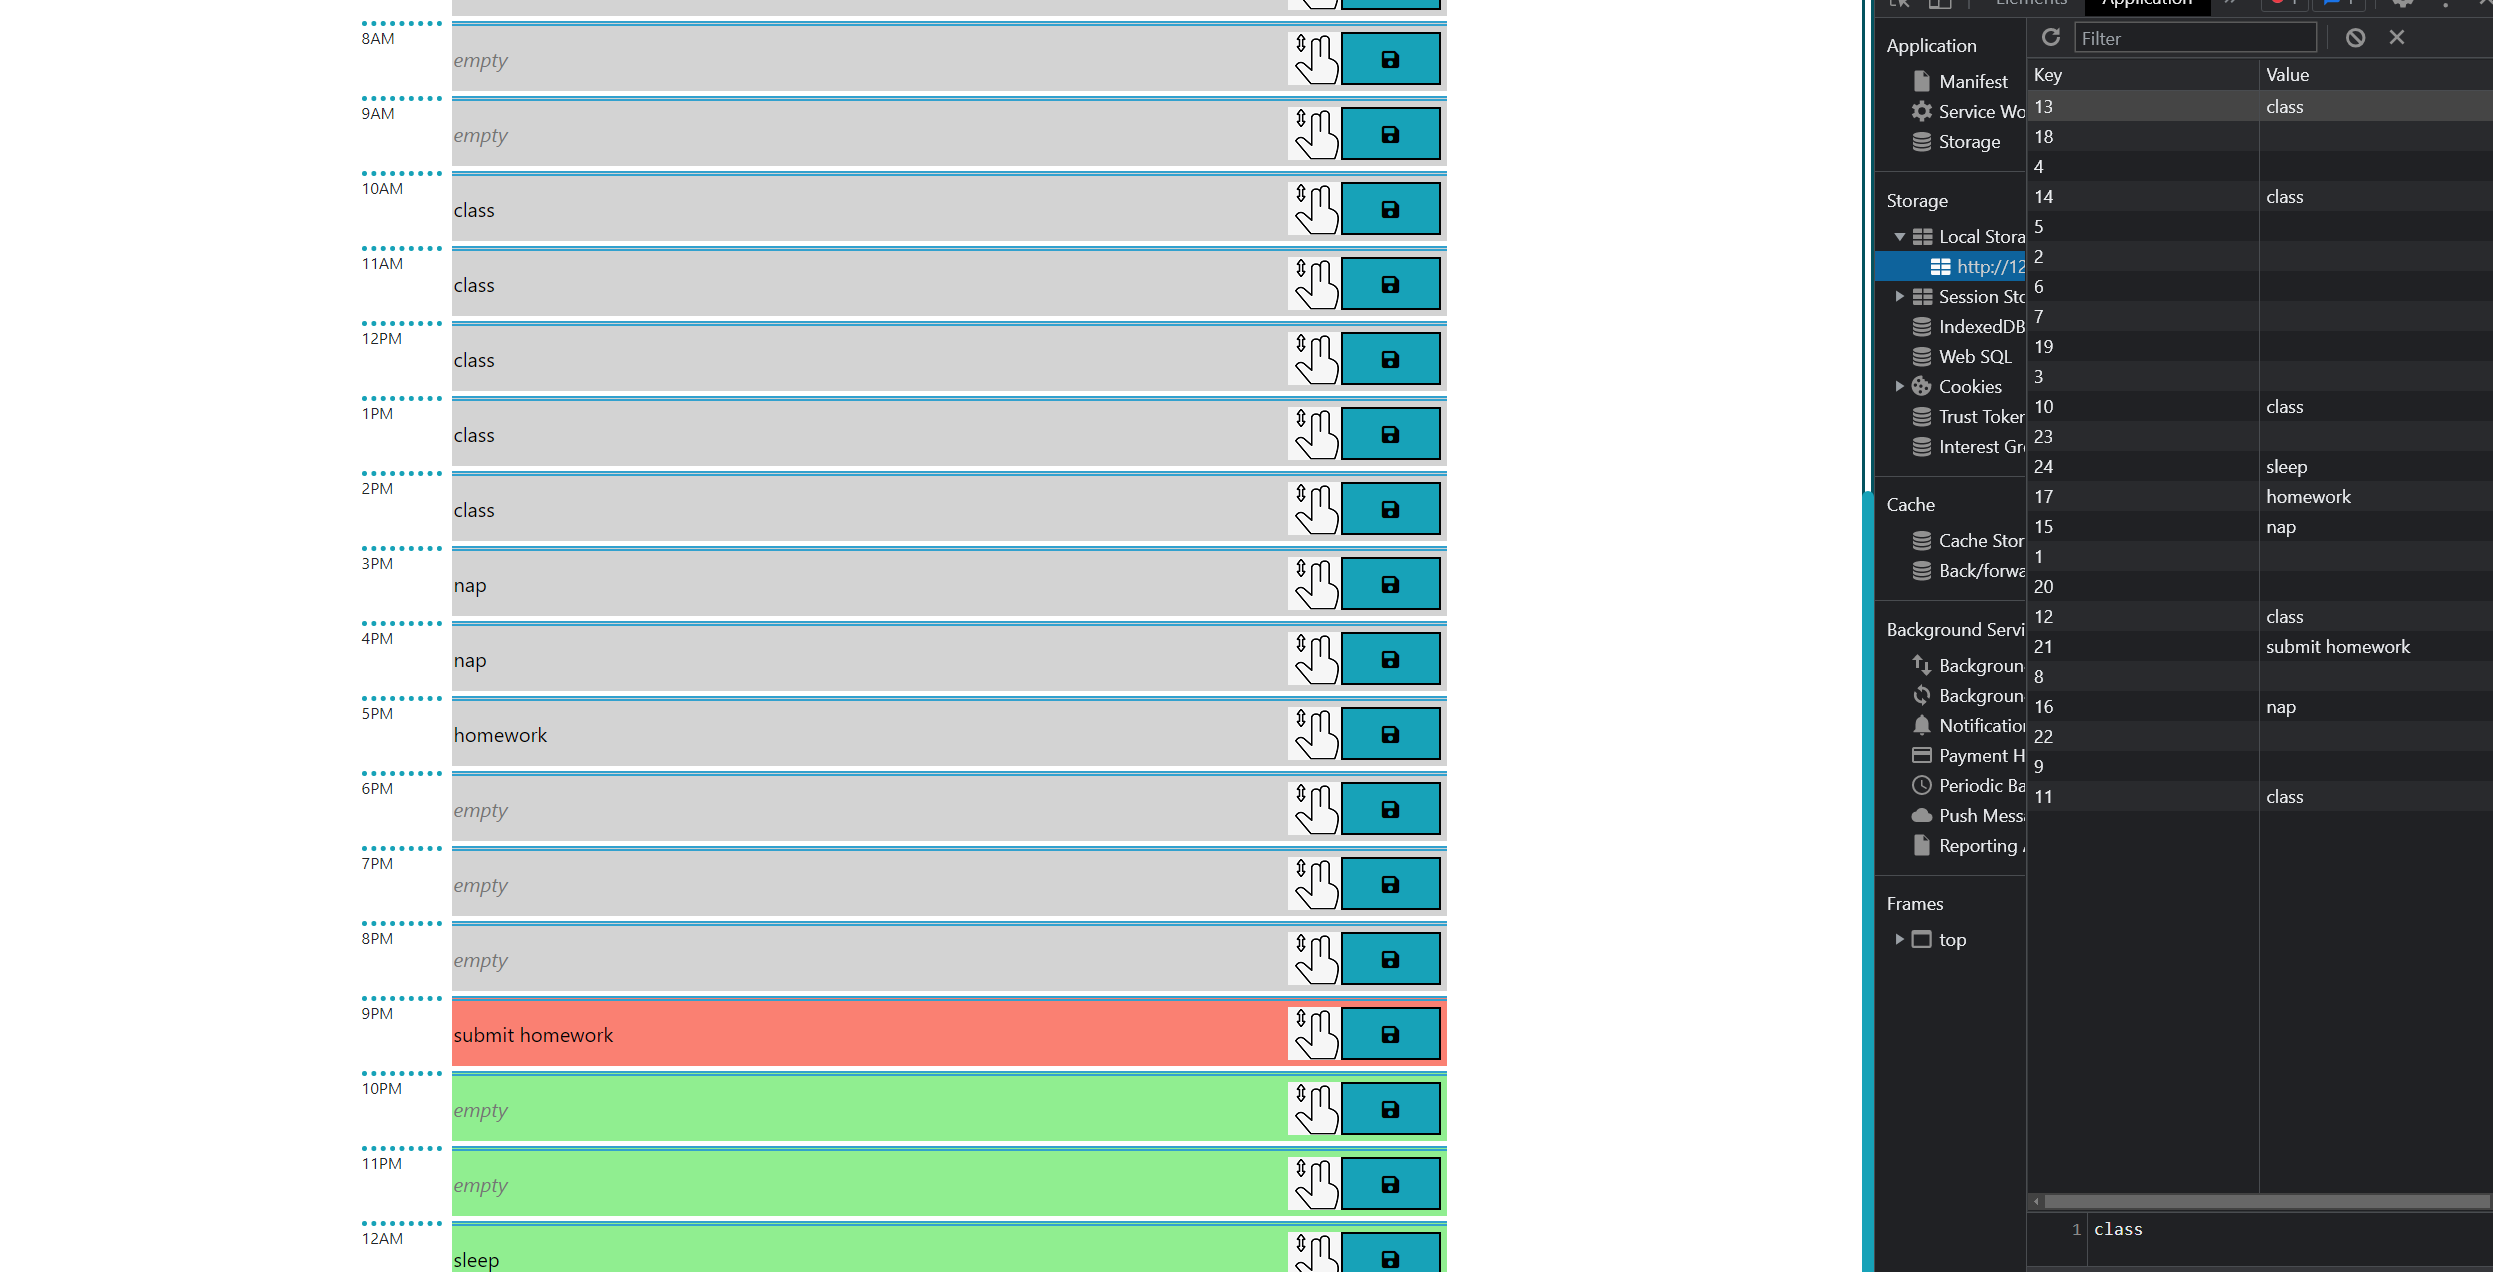 8AM
empty
9AM
empty
10AM
class
11AM
class
12PM
class
1PM
class
2PM
class
3PM
nap
4PM
nap
5PM
homework
6PM
empty
7PM
empty
8PM
empty
9PM
submit homework
10PM
empty
11PM
empty
12AM
sleep
Elements Application
Application
Manifest
Service Wo
Storage
Storage
Local Stora
http://12
Session Sto
IndexedDB
Web SQL
Cookies
Trust Token
Interest Gro
Cache
Cache Stor
Back/forwa
Background Servi
Backgroun
Backgroun
Notification
Payment H
Periodic Ba
Push Messa
Reporting A
Frames
top
Filter
Key Value
13 class
18
4
14 class
5
2
6
7
19
3
10 class
23
24 sleep
17 homework
15 nap
1
20
12 class
21 submit homework
8
16 nap
22
9
11 class
1 class